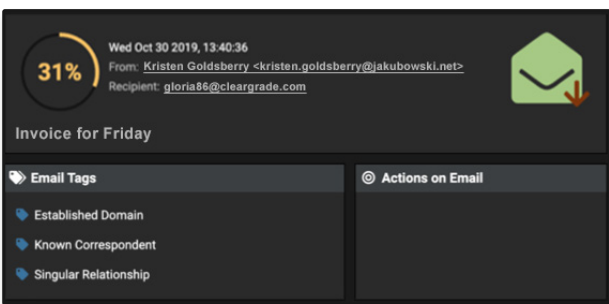 31%
Wed Oct 30 2019, 13:40:36
From: Kristen Goldsberry <kristen.goldsberry@jakubowski.net>
Recipient: gloria86@cleargrade.com
Invoice for Friday
Email Tags
Established Domain
Known Correspondent
Singular Relationship
Actions on Email